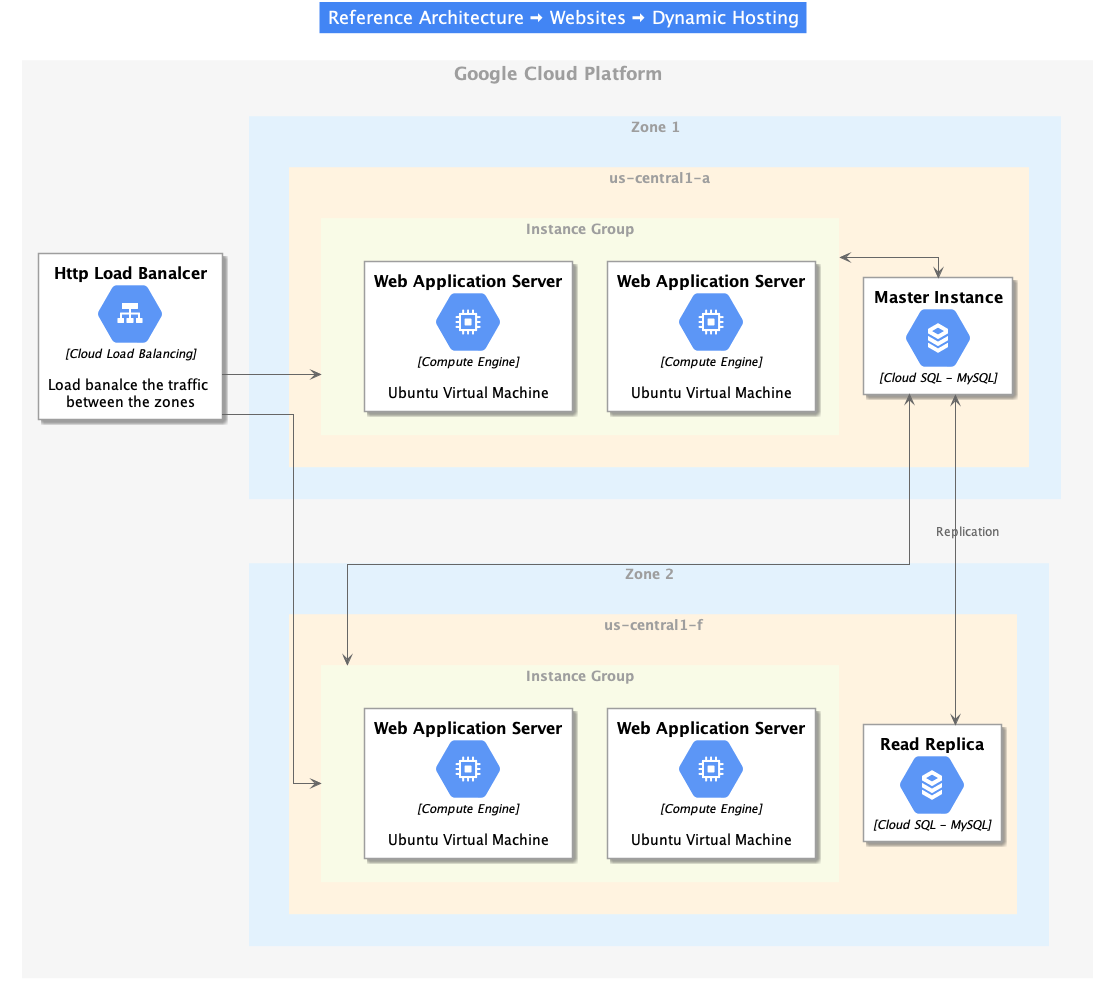 Reference Architecture → Websites → Dynamic Hosting
Google Cloud Platform
Zone 1
us-central1-a
Instance Group
Http Load Banalcer
[Cloud Load Balancing]
Load banalce the traffic
between the zones
Web Application Server
[Compute Engine]
Ubuntu Virtual Machine
Web Application Server
[Compute Engine]
Ubuntu Virtual Machine
Master Instance
[Cloud SQL - MySQL]
Replication
Zone 2
us-central1-f
Instance Group
Web Application Server
[Compute Engine]
Ubuntu Virtual Machine
Web Application Server
[Compute Engine]
Ubuntu Virtual Machine
Read Replica
[Cloud SQL - MySQL]